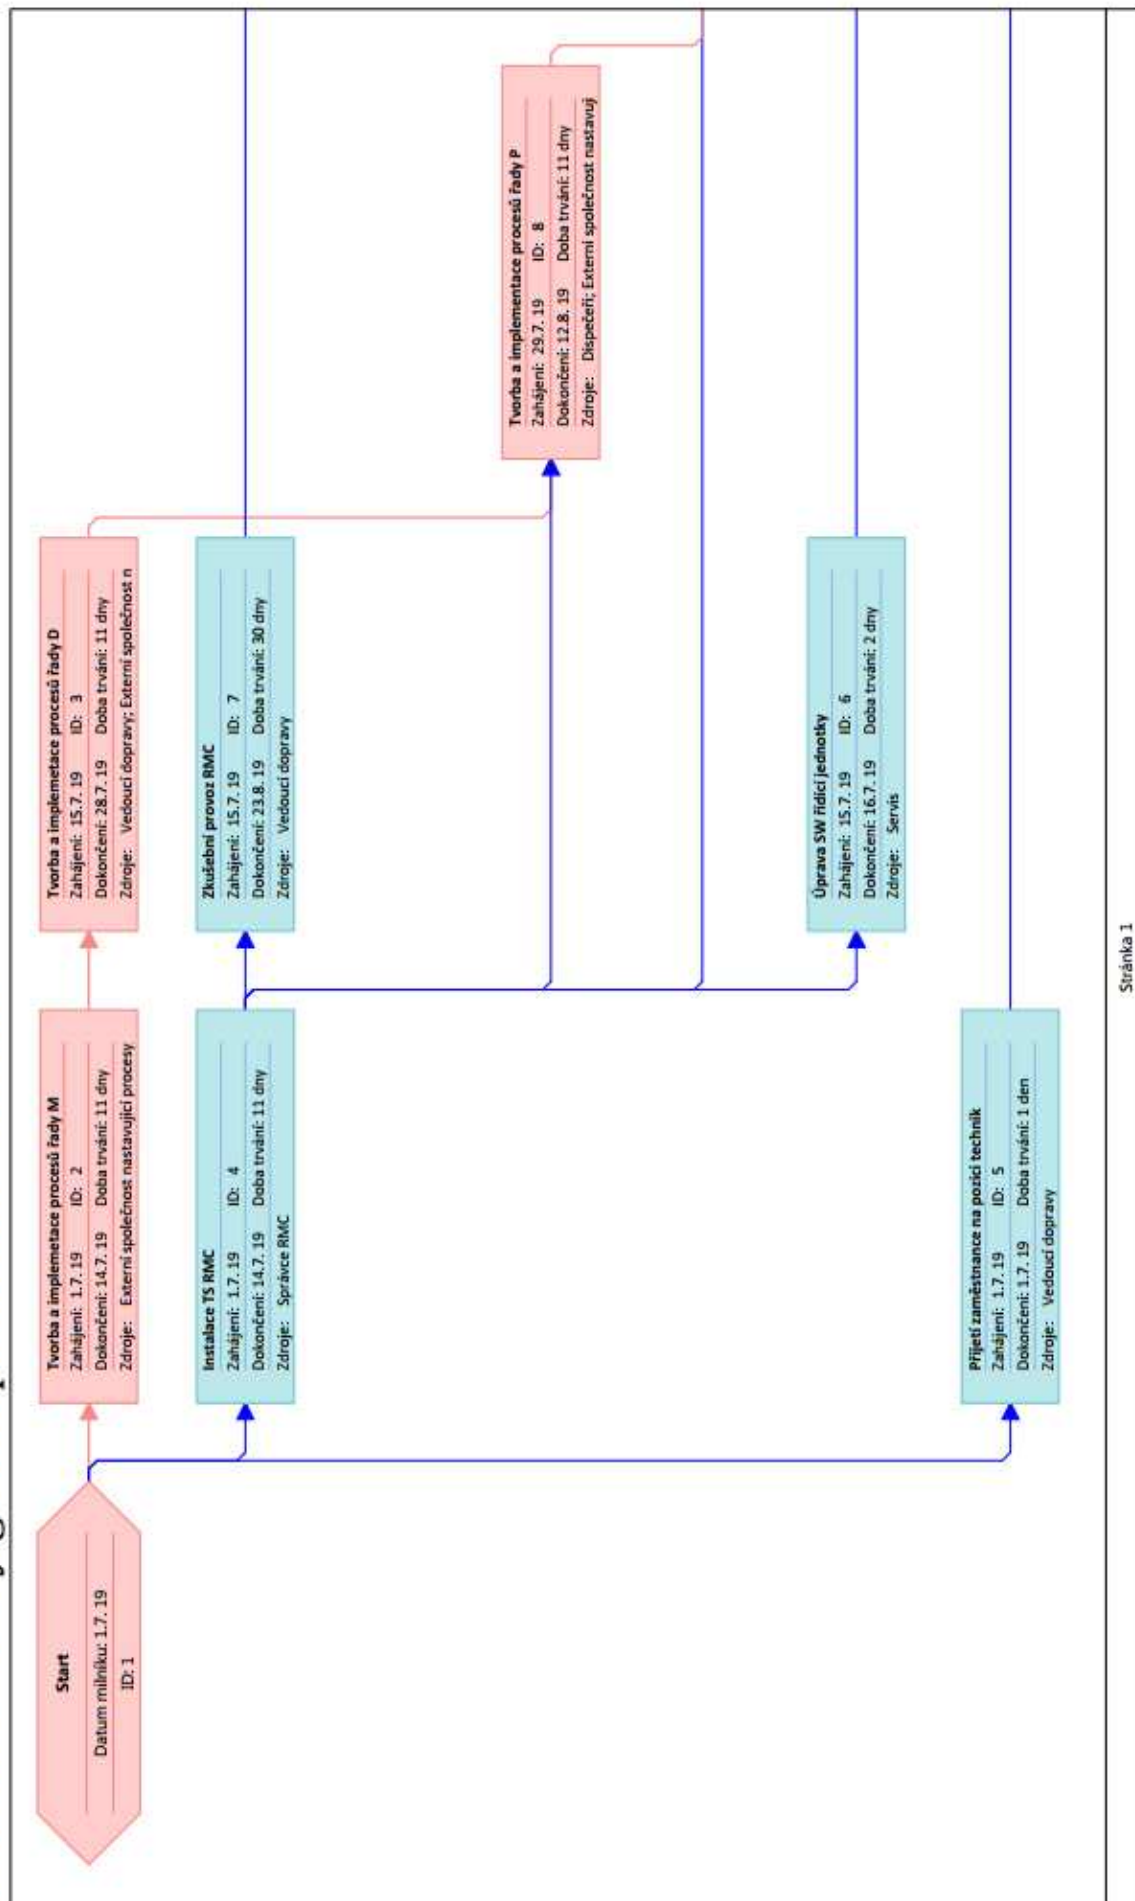 Start
Datum milníku: 1.7. 19
ID: 1
Tvorba a implemetace procesů řady M
Zahájení: 1.7. 19 ID: 2
Dokončení: 14.7. 19 Doba trvání: 11 dny
Zdroje: Externí společnost nastavující procesy
Tvorba a implemetace procesů řady D
Zahájení: 15.7. 19 ID: 3
Dokončení: 28.7. 19 Doba trvání: 11 dny
Zdroje: Vedoucí dopravy; Externí společnost n
Instalace TS RMC
Zahájení: 1.7. 19 ID: 4
Dokončení: 14.7. 19 Doba trvání: 11 dny
Zdroje: Správce RMC
Zkušební provoz RMC
Zahájení: 15.7. 19 ID: 7
Dokončení: 23.8. 19 Doba trvání: 30 dny
Zdroje: Vedoucí dopravy
Tvorba a implementace procesů řady P
Zahájení: 29.7. 19 ID: 8
Dokončení: 12.8. 19 Doba trvání: 11 dny
Zdroje: Dispečeři; Externí společnost nastavuj
Úprava SW řídící jednotky
Zahájení: 15.7. 19 ID: 6
Dokončení: 16.7. 19 Doba trvání: 2 dny
Zdroje: Servis
Přijetí zaměstnance na pozici technik
Zahájení: 1.7. 19 ID: 5
Dokončení: 1.7. 19 Doba trvání: 1 den
Zdroje: Vedoucí dopravy
Stránka 1